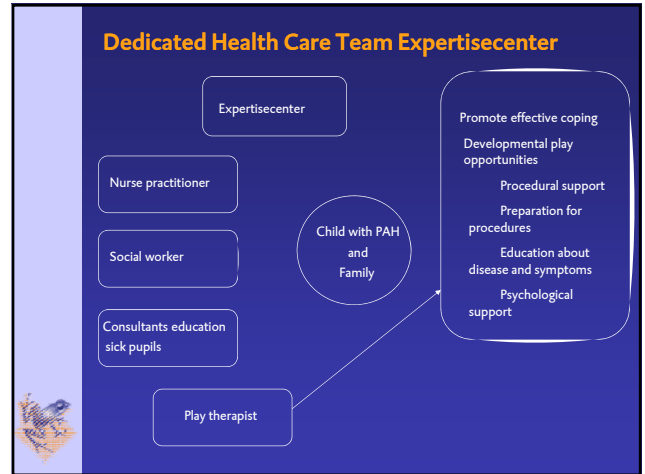 Dedicated Health Care Team Expertisecenter
Expertisecenter
Nurse practitioner
Social worker
Consultants education
sick pupils
Play therapist
Child with PAH
and
Family
Promote effective coping
Developmental play
opportunities
Procedural support
Preparation for
procedures
Education about
disease and symptoms
Psychological
support